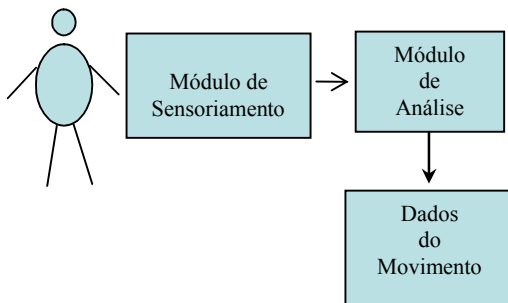 Módulo de
Sensoriamento
Módulo
de
Análise
Dados
do
Movimento